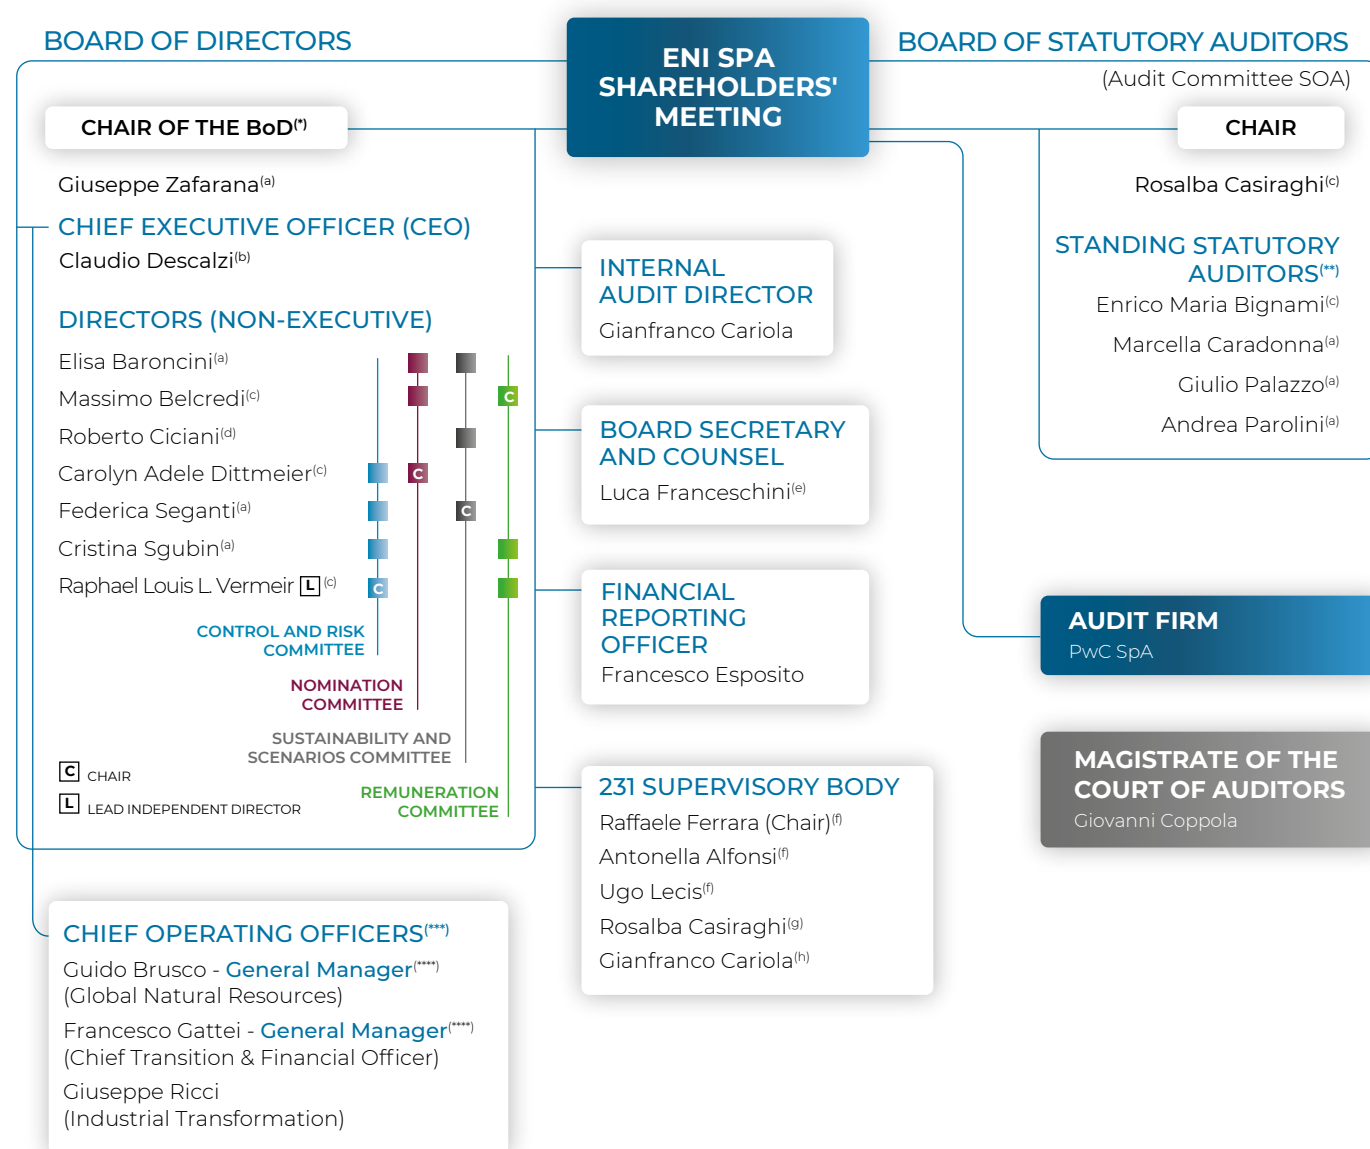 BOARD OF DIRECTORS
CHAIR OF THE BoD(*)
Giuseppe Zafarana(a)
CHIEF EXECUTIVE OFFICER (CEO)
Claudio Descalzi(b)
DIRECTORS (NON-EXECUTIVE)
Elisa Baroncini(a)
Massimo Belcredi(c) C
Roberto Ciciani(d)
Carolyn Adele Dittmeier(c) C
Federica Seganti(a) C
Cristina Sgubin(a)
Raphael Louis L. Vermeir L (c) C
CONTROL AND RISK
COMMITTEE
NOMINATION
COMMITTEE
SUSTAINABILITY AND
SCENARIOS COMMITTEE
REMUNERATION
COMMITTEE
C CHAIR
L LEAD INDEPENDENT DIRECTOR
CHIEF OPERATING OFFICERS(***)
Guido Brusco - General Manager(****)
(Global Natural Resources)
Francesco Gattei - General Manager(****)
(Chief Transition & Financial Officer)
Giuseppe Ricci
(Industrial Transformation)
ENI SPA
SHAREHOLDERS'
MEETING
INTERNAL
AUDIT DIRECTOR
Gianfranco Cariola
BOARD SECRETARY
AND COUNSEL
Luca Franceschini(e)
FINANCIAL
REPORTING
OFFICER
Francesco Esposito
231 SUPERVISORY BODY
Raffaele Ferrara (Chair)(f)
Antonella Alfonsi(f)
Ugo Lecis(f)
Rosalba Casiraghi(g)
Gianfranco Cariola(h)
BOARD OF STATUTORY AUDITORS
(Audit Committee SOA)
CHAIR
Rosalba Casiraghi(c)
STANDING STATUTORY
AUDITORS(**)
Enrico Maria Bignami(c)
Marcella Caradonna(a)
Giulio Palazzo(a)
Andrea Parolini(a)
AUDIT FIRM
PwC SpA
MAGISTRATE OF THE
COURT OF AUDITORS
Giovanni Coppola